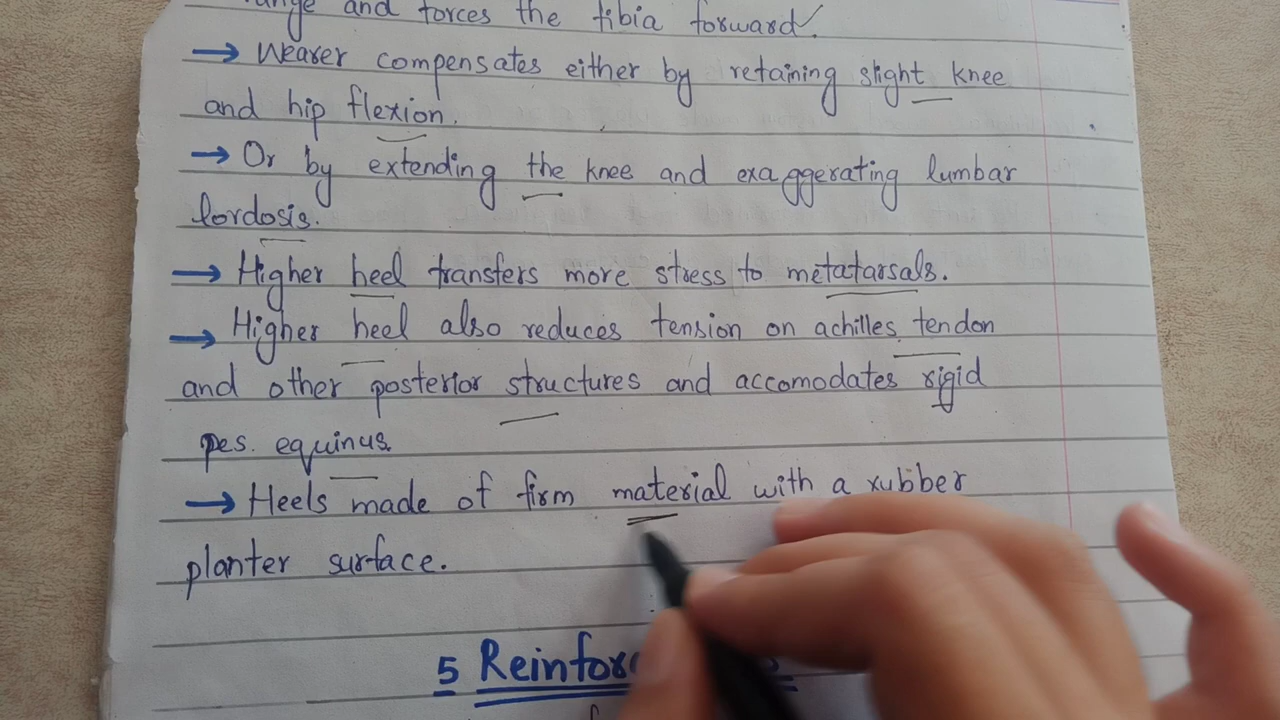 and forces the tibia forward.
→ Wearer compensates either by retaining slight knee
and hip flexion.
→ Or by extending the knee and exaggerating lumbar
lordosis.
→ Higher heel transfers more stress to metatarsals.
→ Higher heel also reduces tension on achilles tendon
and other posterior structures and accomodates rigid
pes. equinus.
→ Heels made of firm material with a rubber
planter surface.
5